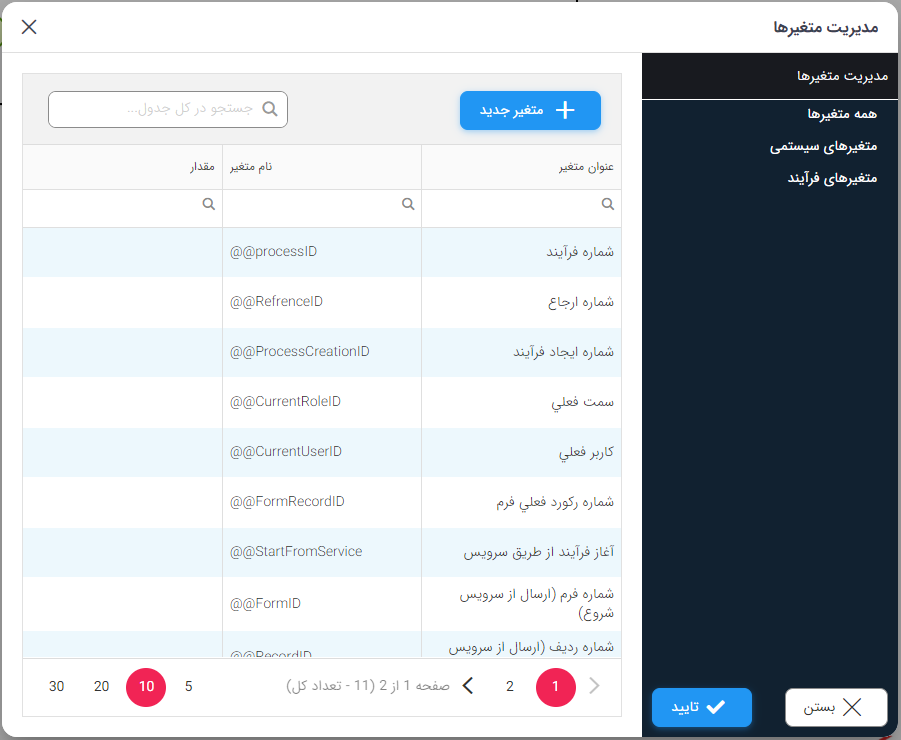 مدیریت متغیرها
مدیریت متغیرها
همه متغیرها
متغیرهای سیستمی
متغیرهای فرآیند
متغیر جدید
جستجو در کل جدول...
عنوان متغیر نام متغیر مقدار
شماره فرآیند @@processID
شماره ارجاع @@RefrenceID
شماره ایجاد فرآیند @@ProcessCreationID
سمت فعلي @@CurrentRoleID
کاربر فعلي @@CurrentUserID
شماره رکورد فعلي فرم @@FormRecordID
آغاز فرآیند از طریق سرویس @@StartFromService
شماره فرم (ارسال از سرویس
شروع) @@FormID
شماره ردیف (ارسال از سرویس @@RecordID
1 2 صفحه 1 از 2 (11 - تعداد کل) 5 10 20 30
بستن تایید